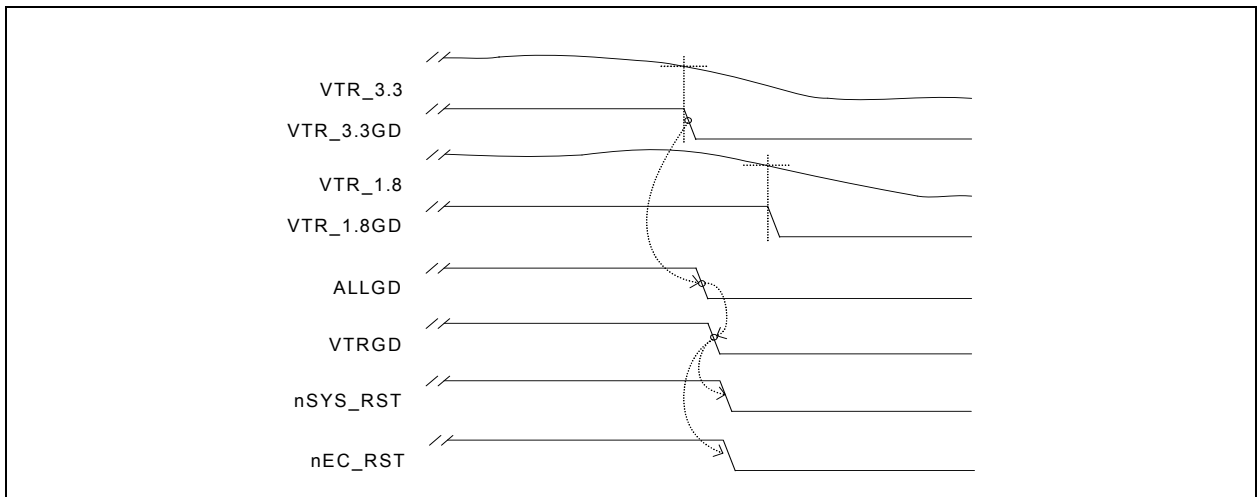 VTR_3.3
VTR_3.3GD
VTR_1.8
VTR_1.8GD
ALLGD
VTRGD
nSYS_RST
nEC_RST